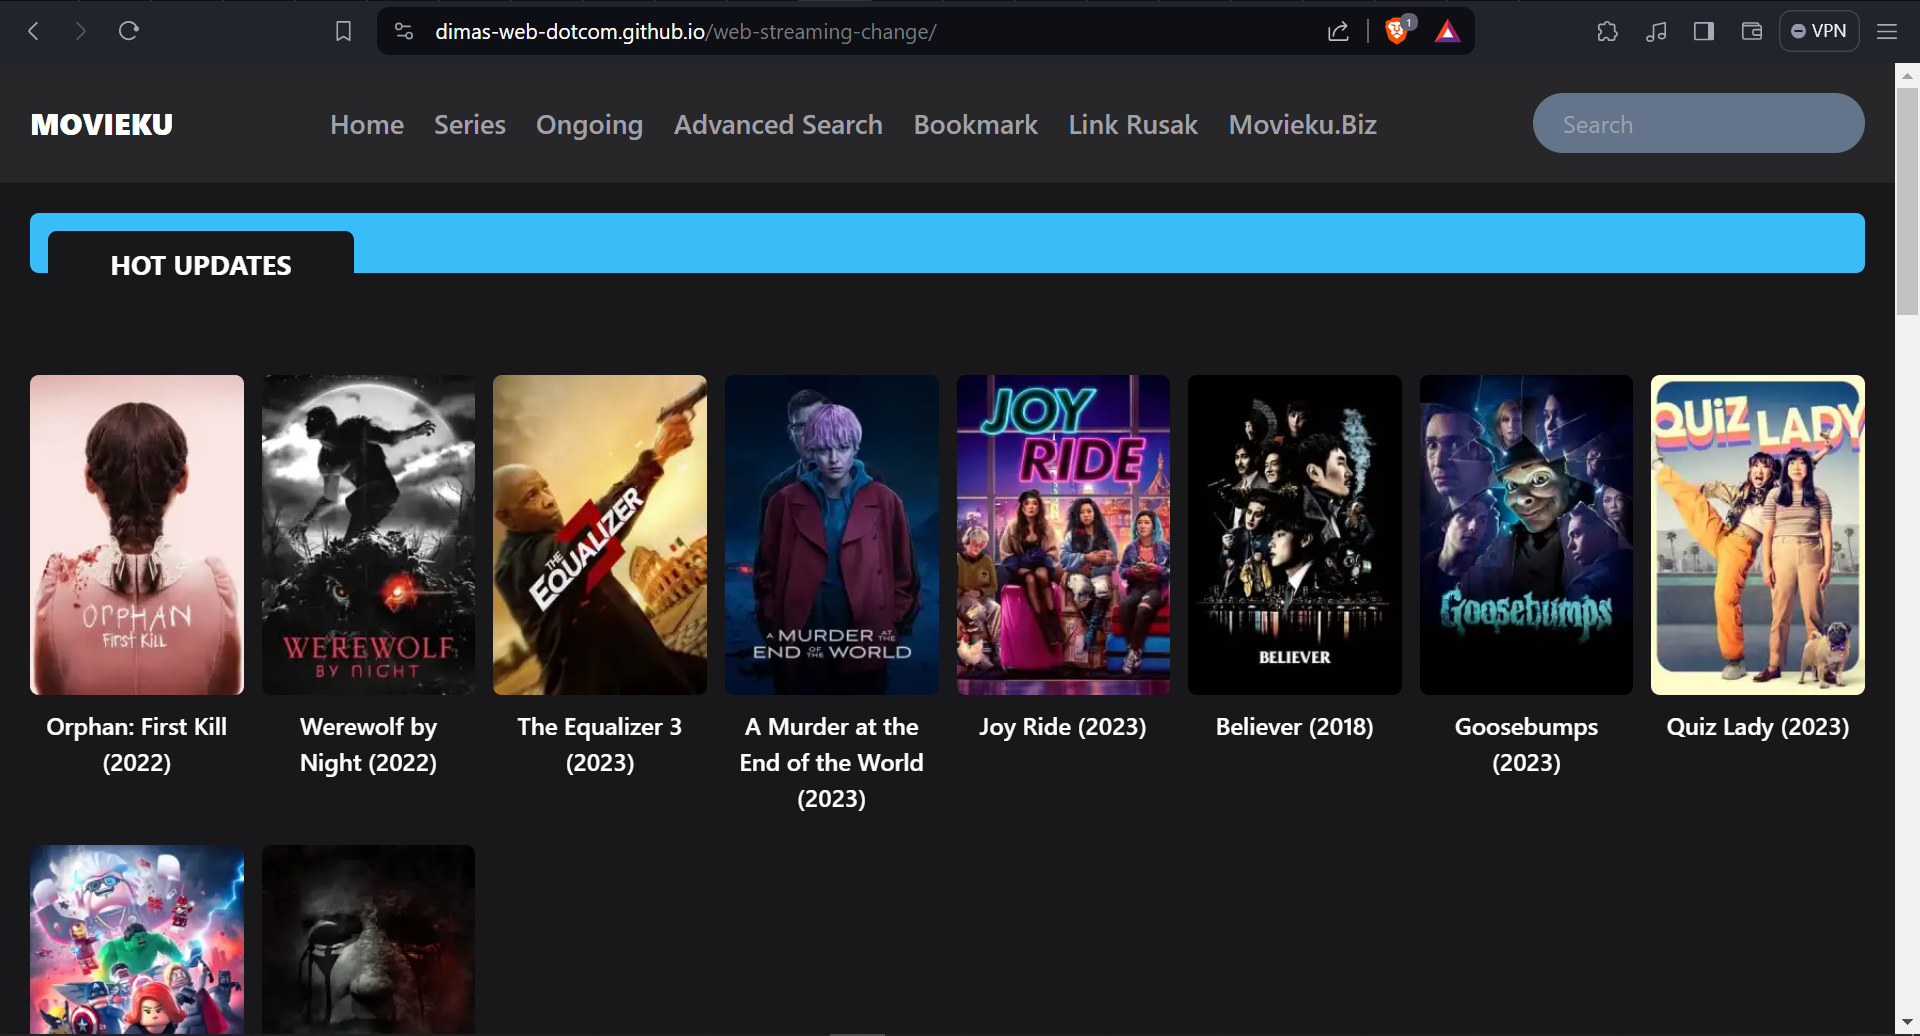 dimas-web-dotcom.github.io/web-streaming-change/
1
VPN
MOVIEKU
Home
Series
Ongoing
Advanced Search
Bookmark
Link Rusak
Movieku.Biz
Search
HOT UPDATES
ORPHAN
FIRST KILL
WEREWOLF
BY NIGHT
THE
EQUALIZER
3
A MURDER AT THE
END OF THE WORLD
JOY
RIDE
BELIEVER
Goosebumps
QUIZ LADY
Orphan: First Kill
(2022)
Werewolf by
Night (2022)
The Equalizer 3
(2023)
A Murder at the
End of the World
(2023)
Joy Ride (2023)
Believer (2018)
Goosebumps
(2023)
Quiz Lady (2023)